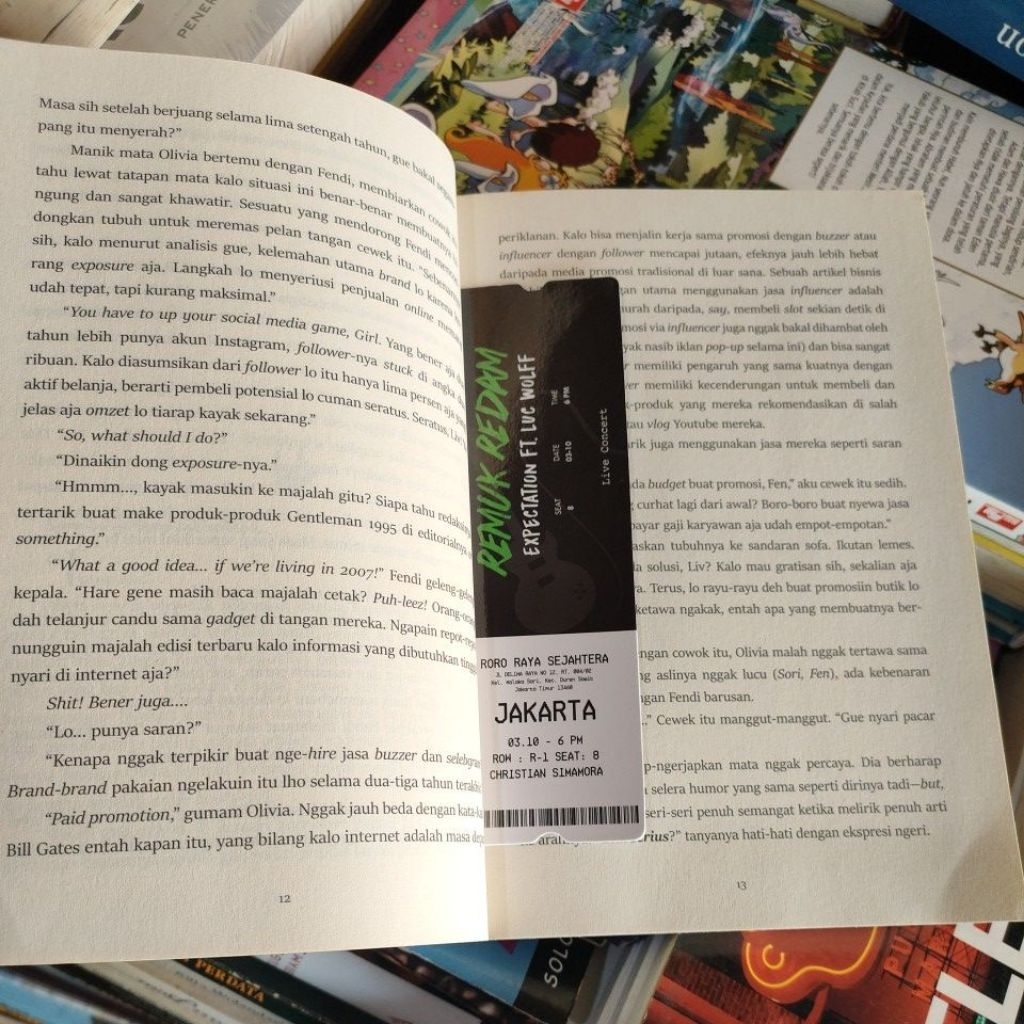 Masa sih setelah berjuang selama lima setengah tahun, gue bakal
pang itu menyerah?”
Manik mata Olivia bertemu dengan Fendi, membiarkan cowok
tahu lewat tatapan mata kalo situasi ini benar-benar membuatnya
ngung dan sangat khawatir. Sesuatu yang mendorong Fendi
dongkan tubuh untuk meremas pelan tangan cewek itu. “Sebenarnya
sih, kalo menurut analisis gue, kelemahan utama brand lo karena
rang exposure aja. Langkah lo menyeriusi penjualan online
udah tepat, tapi kurang maksimal.”
“You have to up your social media game, Girl. Yang bener aja
tahun lebih punya akun Instagram, follower-nya stuck di angka
ribuan. Kalo diasumsikan dari follower lo itu hanya lima persen aja yang
aktif belanja, berarti pembeli potensial lo cuman seratus. Seratus, Liv!
jelas aja omzet lo tiarap kayak sekarang.”
“So, what should I do?”
“Dinaikin dong exposure-nya.”
“Hmmm..., kayak masukin ke majalah gitu? Siapa tahu
tertarik buat make produk-produk Gentleman 1995 di editorialnya
something.”
“What a good idea... if we’re living in 2007!” Fendi geleng-geleng
kepala. “Hare gene masih baca majalah cetak? Puh-leez! Orang-orang
dah telanjur candu sama gadget di tangan mereka. Ngapain repot-repot
nungguin majalah edisi terbaru kalo informasi yang dibutuhkan
nyari di internet aja?”
Shit! Bener juga....
“Lo... punya saran?”
“Kenapa nggak terpikir buat nge-hire jasa buzzer dan selebgram
Brand-brand pakaian ngelakuin itu lho selama dua-tiga tahun
“Paid promotion,” gumam Olivia. Nggak jauh beda dengan
Bill Gates entah kapan itu, yang bilang kalo internet adalah masa
12
periklanan. Kalo bisa menjalin kerja sama promosi dengan buzzer atau
influencer dengan follower mencapai jutaan, efeknya jauh lebih hebat
daripada media promosi tradisional di luar sana. Sebuah artikel bisnis
utama menggunakan jasa influencer adalah
daripada, say, membeli slot sekian detik di
via influencer juga nggak bakal dihambat oleh
nasib iklan pop-up selama ini) dan bisa sangat
memiliki pengaruh yang sama kuatnya dengan
memiliki kecenderungan untuk membeli dan
yang mereka rekomendasikan di salah
vlog Youtube mereka.
juga menggunakan jasa mereka seperti saran
budget buat promosi, Fen,” aku cewek itu sedih.
curhat lagi dari awal? Boro-boro buat nyewa jasa
gaji karyawan aja udah empot-empotan.”
tubuhnya ke sandaran sofa. Ikutan lemes.
solusi, Liv? Kalo mau gratisan sih, sekalian aja
Terus, lo rayu-rayu deh buat promosiin butik lo
ketawa ngakak, entah apa yang membuatnya ber-
cowok itu, Olivia malah nggak tertawa sama
aslinya nggak lucu (Sori, Fen), ada kebenaran
Fendi barusan.
Cewek itu manggut-manggut. “Gue nyari pacar
mata nggak percaya. Dia berharap
selera humor yang sama seperti dirinya tadi—but,
penuh semangat ketika melirik penuh arti
tanyanya hati-hati dengan ekspresi ngeri.
13
REMUK REDAM
EXPECTATION FT. LUC WOLFF
SEAT DATE TIME
8 03-10 6 PM
Live Concert
RORO RAYA SEJAHTERA
Jakarta Timur 13460
JAKARTA
03.10 - 6 PM
ROW : R-1 SEAT: 8
CHRISTIAN SIMAMORA
PERDATA